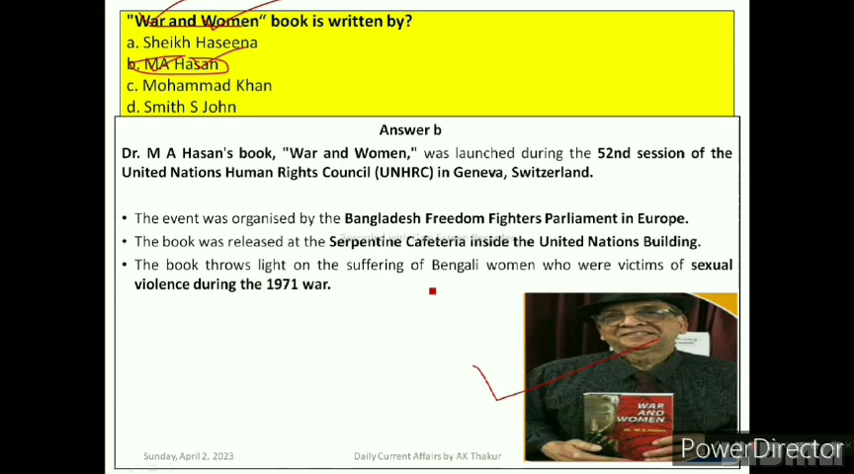 "War and Women“ book is written by?
a. Sheikh Haseena
b. MA Hasan
c. Mohammad Khan
d. Smith S John
Answer b
Dr. M A Hasan's book, "War and Women," was launched during the 52nd session of the
United Nations Human Rights Council (UNHRC) in Geneva, Switzerland.
• The event was organised by the Bangladesh Freedom Fighters Parliament in Europe.
• The book was released at the Serpentine Cafeteria inside the United Nations Building.
• The book throws light on the suffering of Bengali women who were victims of sexual
violence during the 1971 war.
WAR
AND
WOMEN
Sunday, April 2, 2023
Daily Current Affairs by AK Thakur
PowerDirector